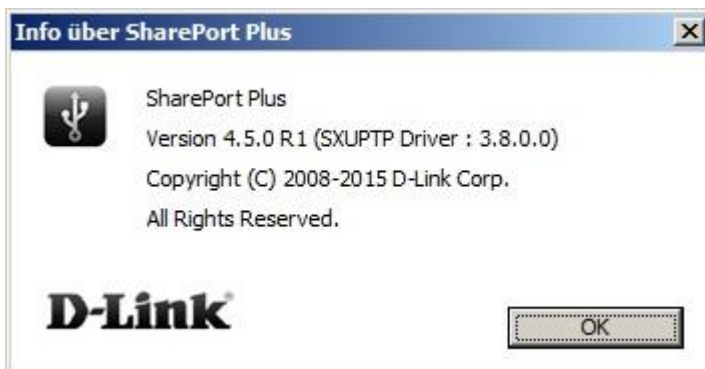 Info über SharePort Plus
SharePort Plus
Version 4.5.0 R1 (SXUPTP Driver : 3.8.0.0)
Copyright (C) 2008-2015 D-Link Corp.
All Rights Reserved.
D-Link
OK